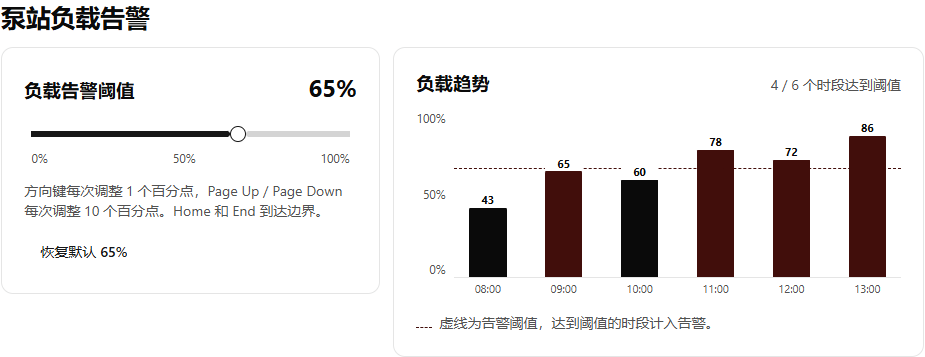 泵站负载告警
负载告警阈值
65%
0%
50%
100%
方向键每次调整 1 个百分点，Page Up / Page Down
每次调整 10 个百分点。Home 和 End 到达边界。
恢复默认 65%
负载趋势
4 / 6 个时段达到阈值
100%
50%
0%
43
65
60
78
72
86
08:00
09:00
10:00
11:00
12:00
13:00
虚线为告警阈值，达到阈值的时段计入告警。